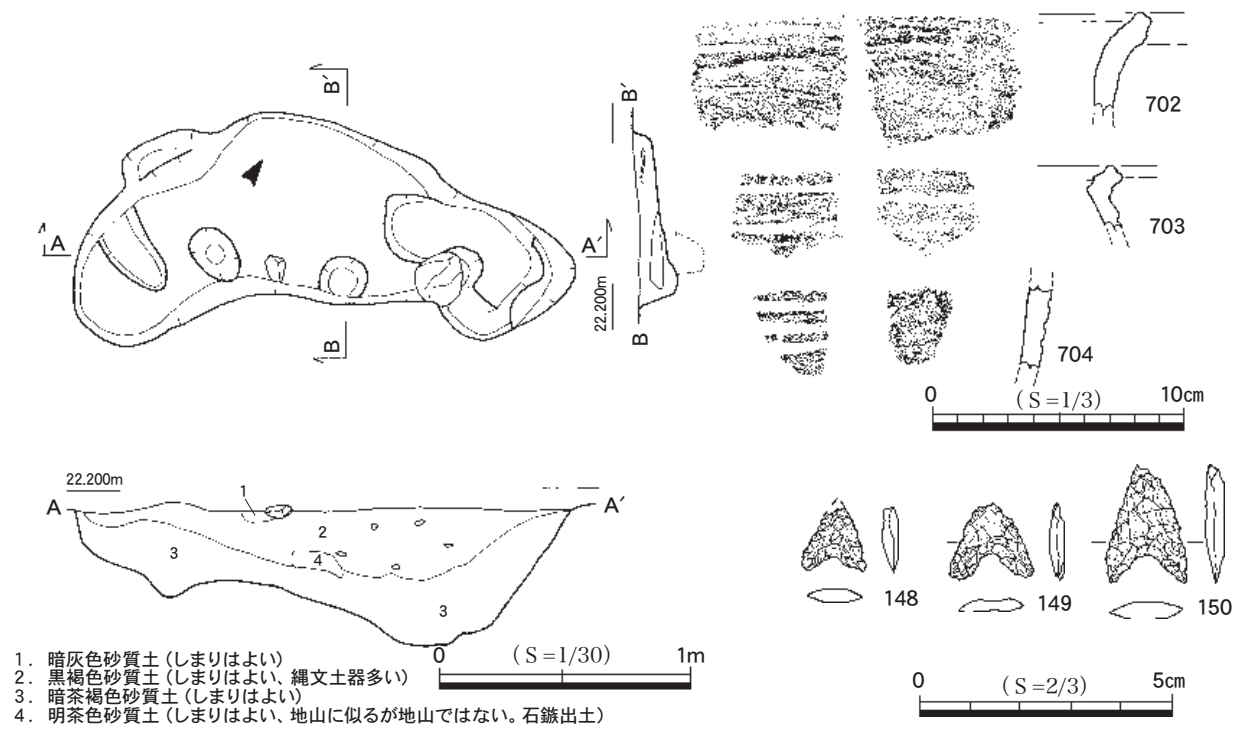 B′
A
A′
B
B′
22.200m
B
702
703
704
0 (S=1/3) 10cm
22.200m
A
A′
1
2
3
4
3
148
149
150
0 (S=1/30) 1m
0 (S=2/3) 5cm
1. 暗灰色砂質土（しまりはよい）
2. 黒褐色砂質土（しまりはよい、縄文土器多い）
3. 暗茶褐色砂質土（しまりはよい）
4. 明茶色砂質土（しまりはよい、地山に似るが地山ではない。石鏃出土）